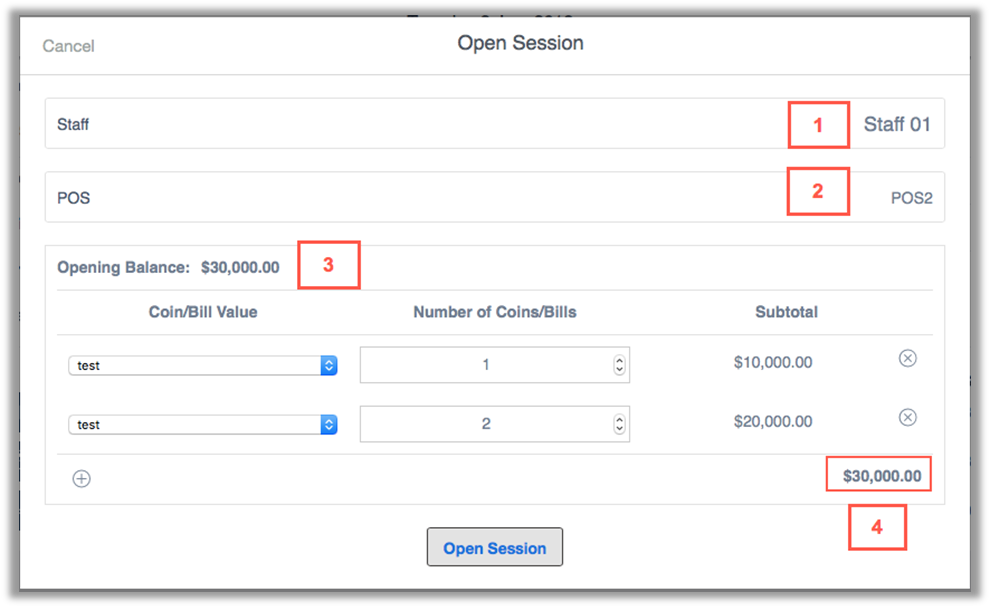 Cancel
Open Session
Staff
1
Staff 01
POS
2
POS2
Opening Balance: $30,000.00
3
Coin/Bill Value Number of Coins/Bills Subtotal
test 1 $10,000.00
test 2 $20,000.00
$30,000.00
4
Open Session